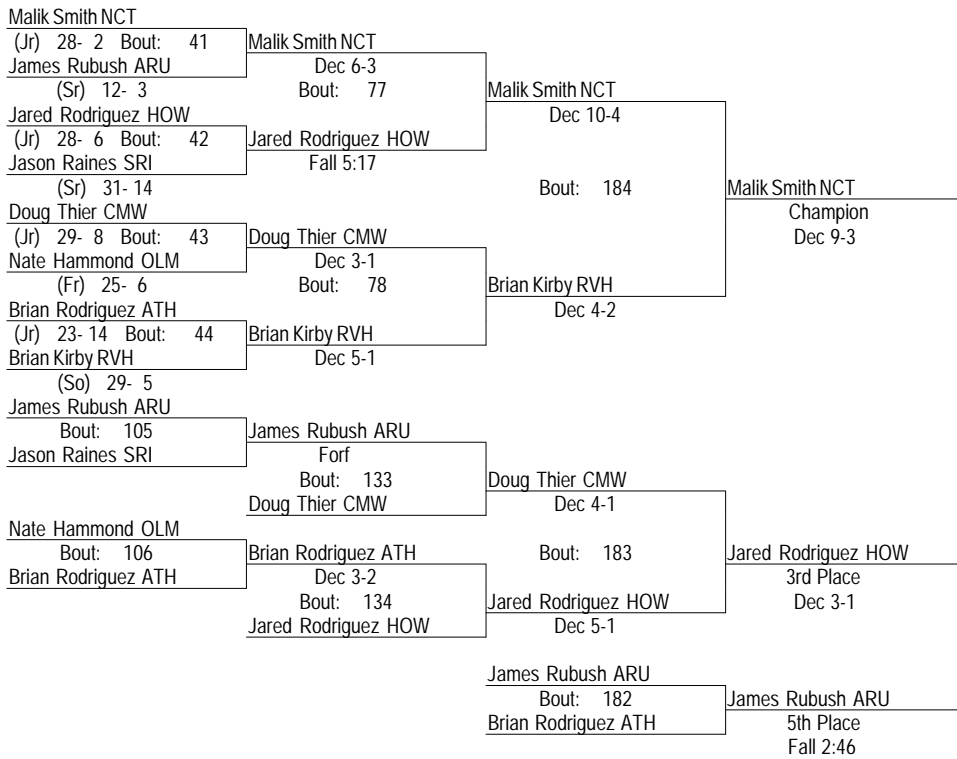 Malik Smith NCT
(Jr) 28- 2 Bout: 41 Malik Smith NCT
James Rubush ARU Dec 6-3
(Sr) 12- 3 Bout: 77 Malik Smith NCT
Jared Rodriguez HOW Dec 10-4
(Jr) 28- 6 Bout: 42 Jared Rodriguez HOW
Jason Raines SRI Fall 5:17
(Sr) 31- 14 Bout: 184 Malik Smith NCT
Doug Thier CMW Champion
(Jr) 29- 8 Bout: 43 Doug Thier CMW Dec 9-3
Nate Hammond OLM Dec 3-1
(Fr) 25- 6 Bout: 78 Brian Kirby RVH
Brian Rodriguez ATH Dec 4-2
(Jr) 23- 14 Bout: 44 Brian Kirby RVH
Brian Kirby RVH Dec 5-1
(So) 29- 5
James Rubush ARU
Bout: 105 James Rubush ARU
Jason Raines SRI Forf
Bout: 133 Doug Thier CMW
Doug Thier CMW Dec 4-1
Nate Hammond OLM
Bout: 106 Brian Rodriguez ATH Bout: 183 Jared Rodriguez HOW
Brian Rodriguez ATH Dec 3-2 3rd Place
Bout: 134 Jared Rodriguez HOW Dec 3-1
Jared Rodriguez HOW Dec 5-1
James Rubush ARU
Bout: 182 James Rubush ARU
Brian Rodriguez ATH 5th Place
Fall 2:46